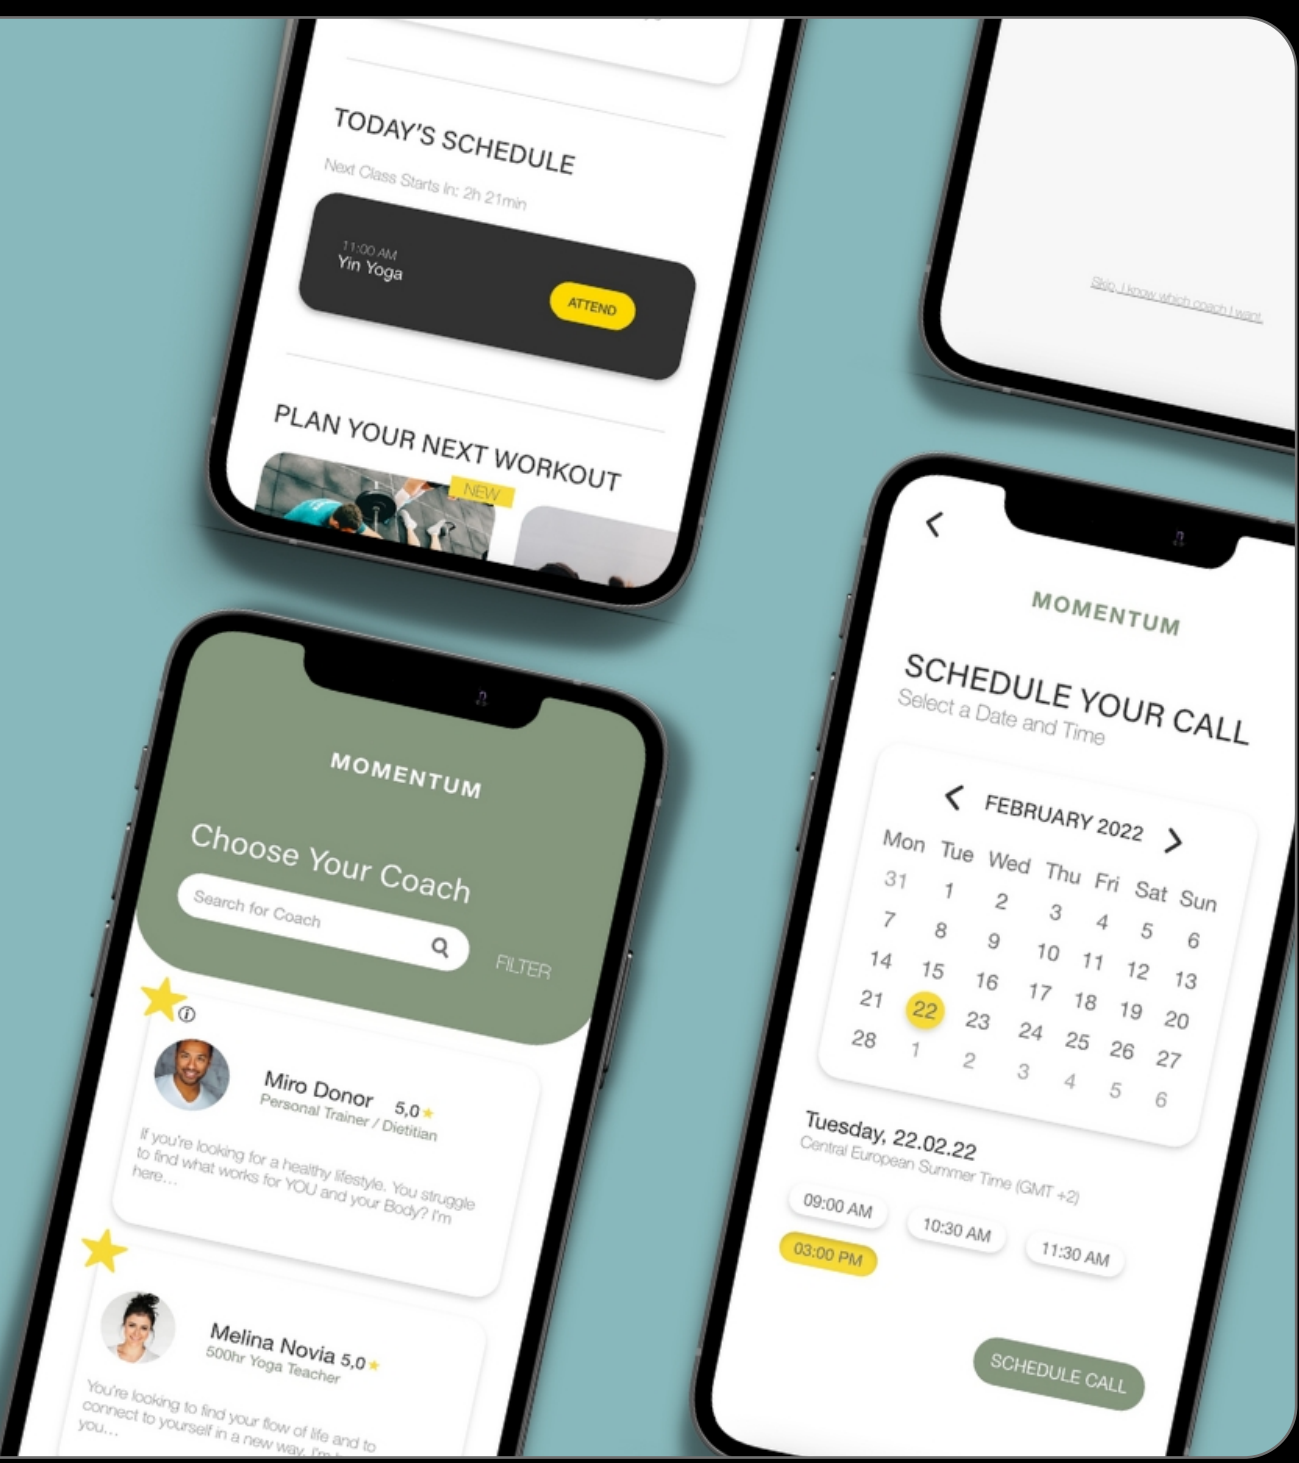 TODAY'S SCHEDULE
Next Class Starts In: 2h 21min
11:00 AM
Yin Yoga
ATTEND
PLAN YOUR NEXT WORKOUT
NEW
Skip, I know which coach I want.
MOMENTUM
Choose Your Coach
Search for Coach
FILTER
Miro Donor 5,0
Personal Trainer / Dietitian
If you're looking for a healthy lifestyle. You struggle
to find what works for YOU and your Body? I'm
here...
Melina Novia 5,0
500hr Yoga Teacher
You're looking to find your flow of life and to
connect to yourself in a new way. I'm
you...
MOMENTUM
SCHEDULE YOUR CALL
Select a Date and Time
FEBRUARY 2022
Mon Tue Wed Thu Fri Sat Sun
31 1 2 3 4 5 6
7 8 9 10 11 12 13
14 15 16 17 18 19 20
21 22 23 24 25 26 27
28 1 2 3 4 5 6
Tuesday, 22.02.22
Central European Summer Time (GMT +2)
09:00 AM 10:30 AM 11:30 AM
03:00 PM
SCHEDULE CALL